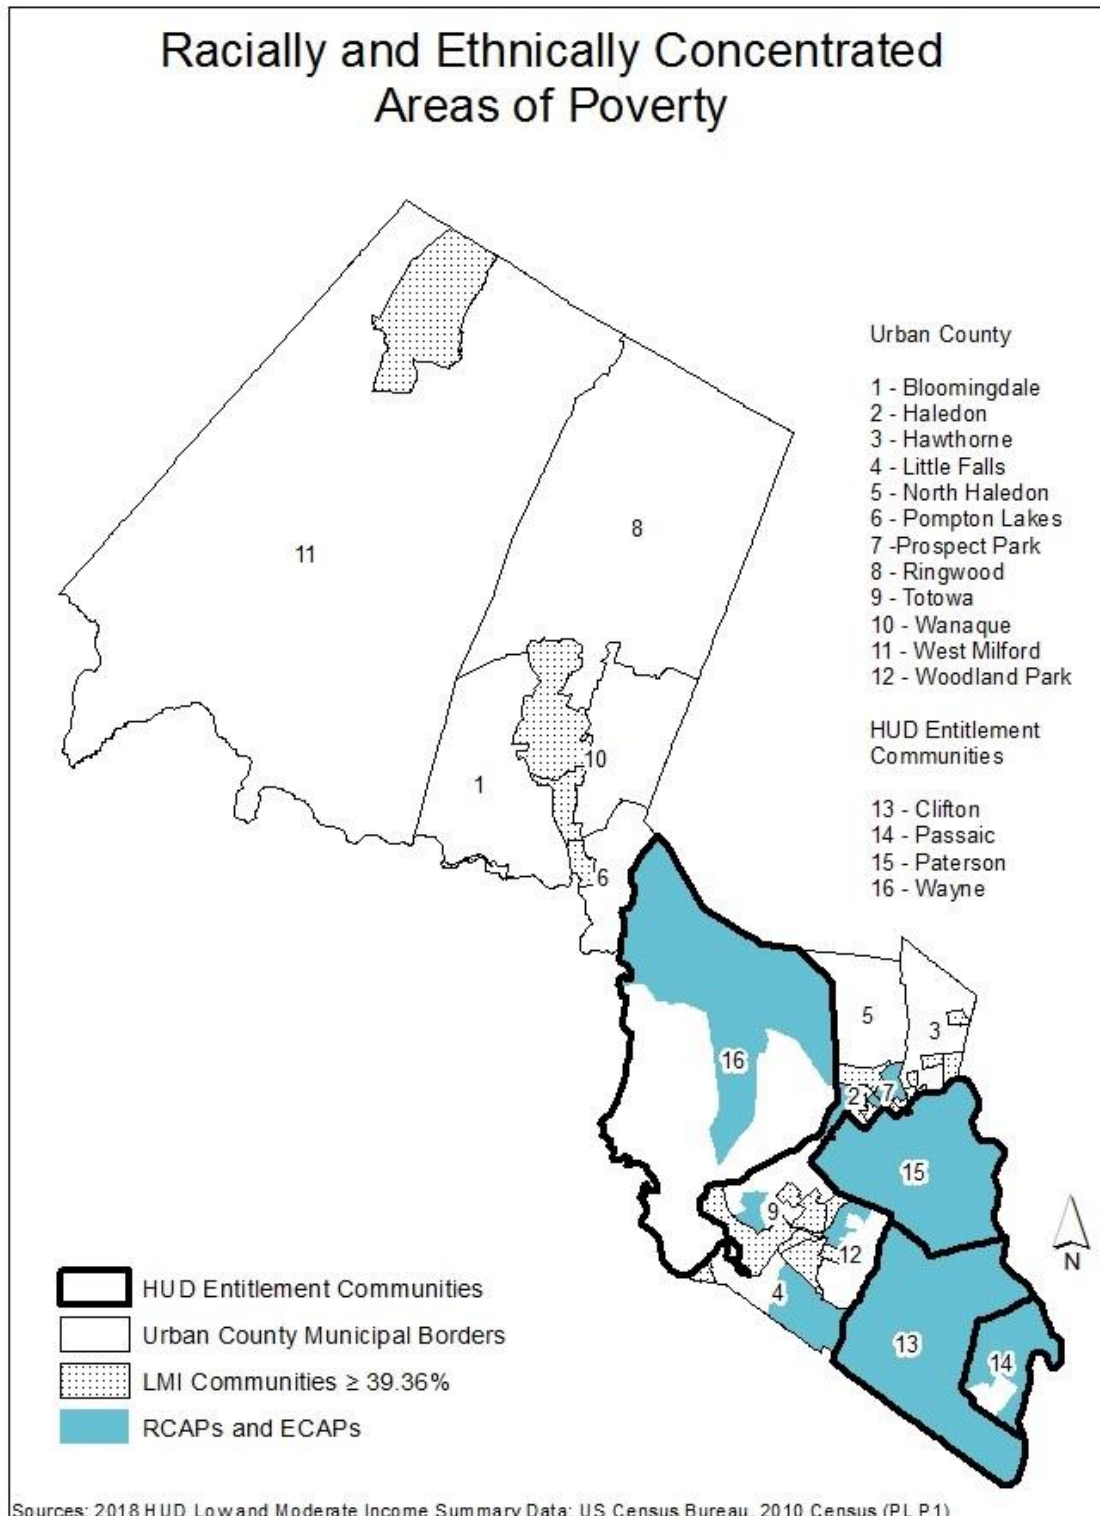 Racially and Ethnically Concentrated
Areas of Poverty
Urban County
1 - Bloomingdale
2 - Haledon
3 - Hawthorne
4 - Little Falls
5 - North Haledon
6 - Pompton Lakes
7 -Prospect Park
8 - Ringwood
9 - Totowa
10 - Wanaque
11 - West Milford
12 - Woodland Park
HUD Entitlement
Communities
13 - Clifton
14 - Passaic
15 - Paterson
16 - Wayne
8
11
10
1
6
5
3
16
2
7
15
9
12
4
13
14
N
HUD Entitlement Communities
Urban County Municipal Borders
LMI Communities ≥ 39.36%
RCAPs and ECAPs
Sources: 2018 HUD Low and Moderate Income Summary Data; US Census Bureau, 2010 Census (PL P1)